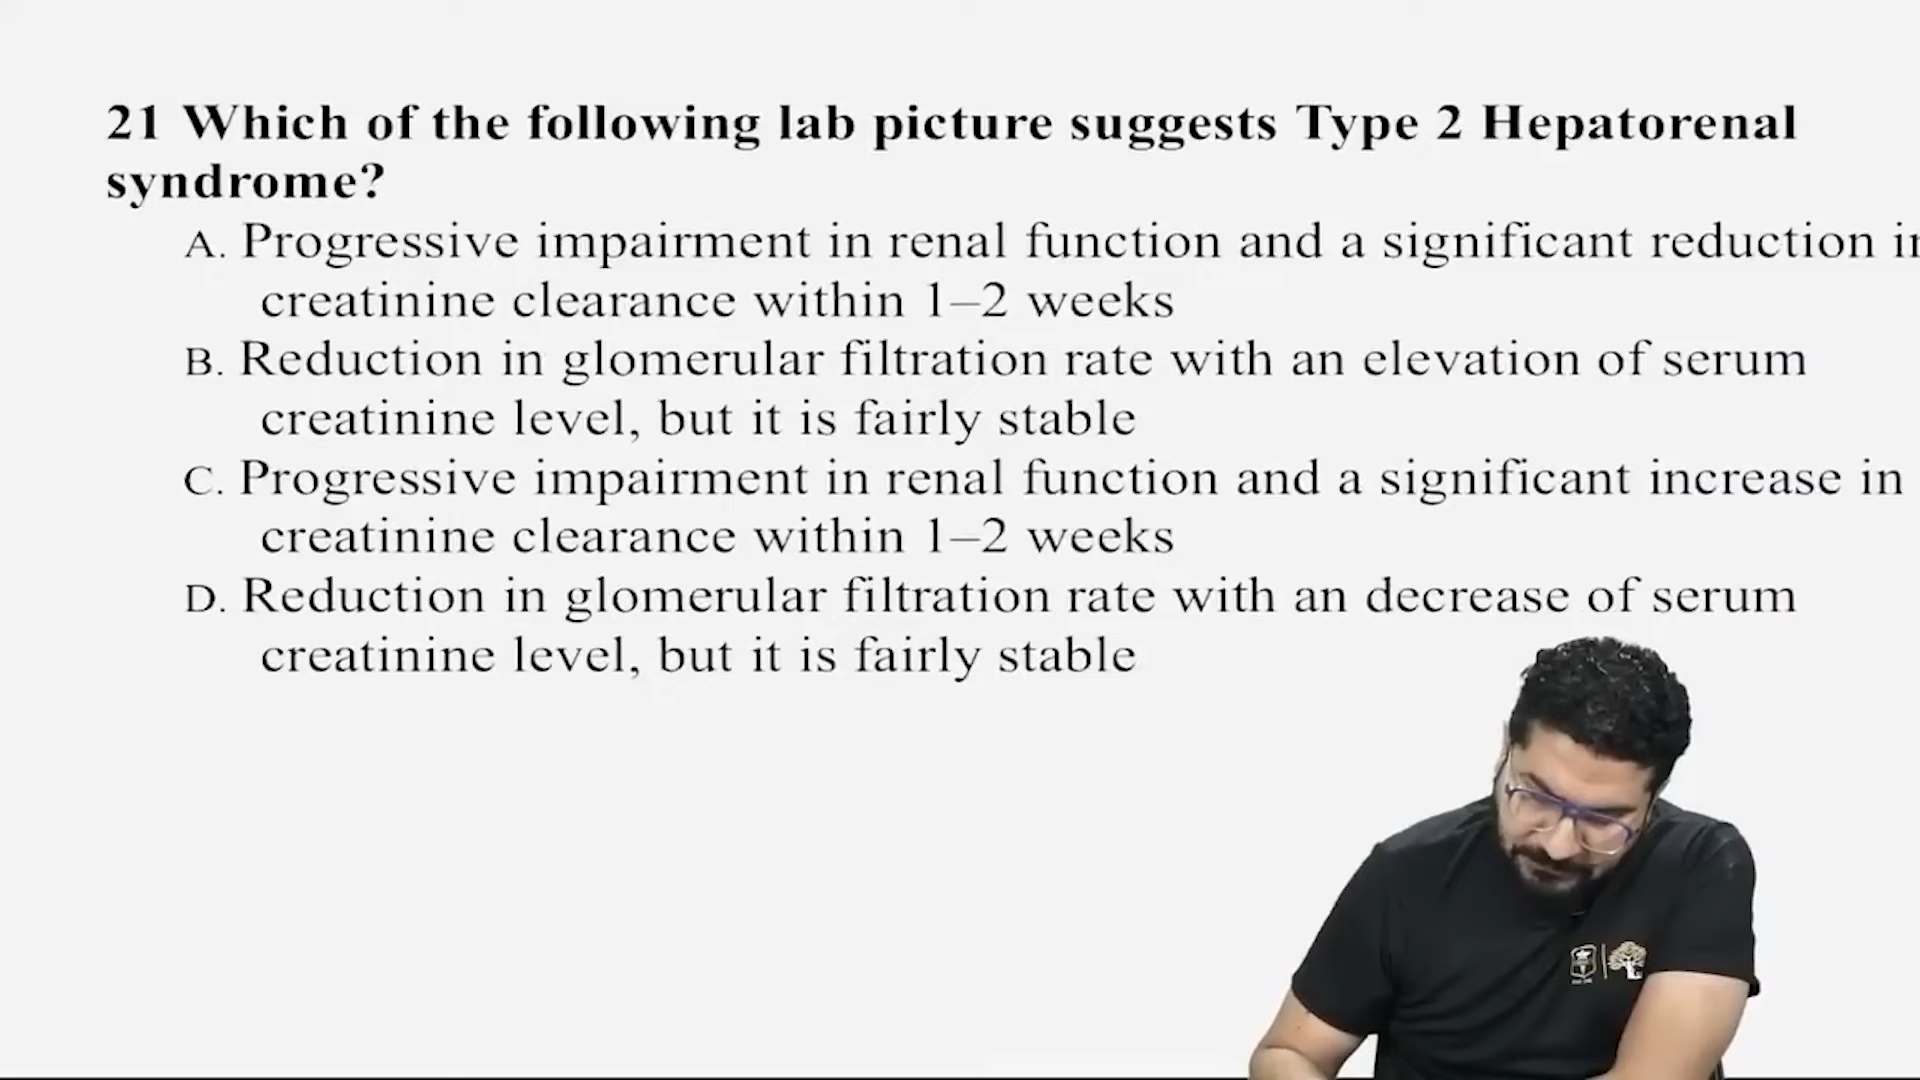 21 Which of the following lab picture suggests Type 2 Hepatorenal
syndrome?
A. Progressive impairment in renal function and a significant reduction in
creatinine clearance within 1–2 weeks
B. Reduction in glomerular filtration rate with an elevation of serum
creatinine level, but it is fairly stable
C. Progressive impairment in renal function and a significant increase in
creatinine clearance within 1–2 weeks
D. Reduction in glomerular filtration rate with an decrease of serum
creatinine level, but it is fairly stable